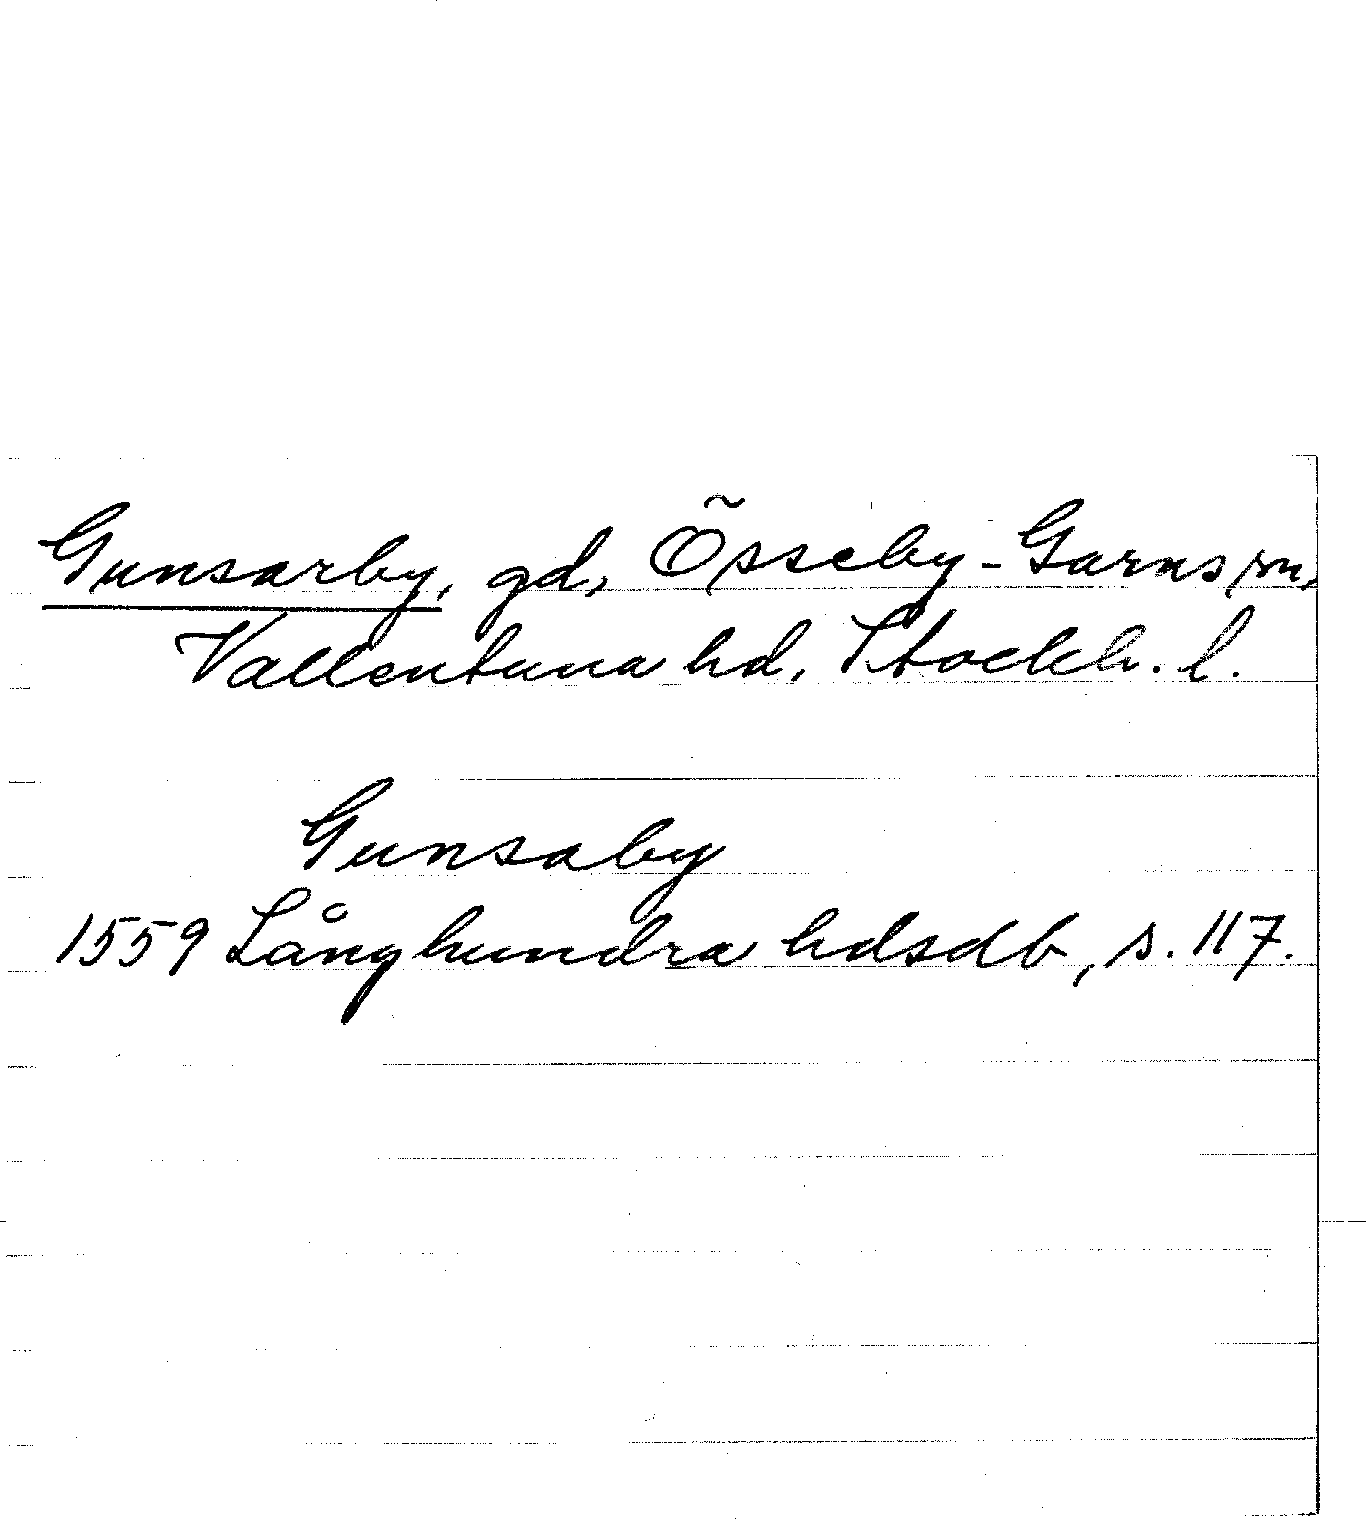 Gunsarby, gd, Össeby-Garns sn,
Vallentuna hd, Stockh. l.
Gunsaby
1559 Långhundra hdsdb, s. 117.